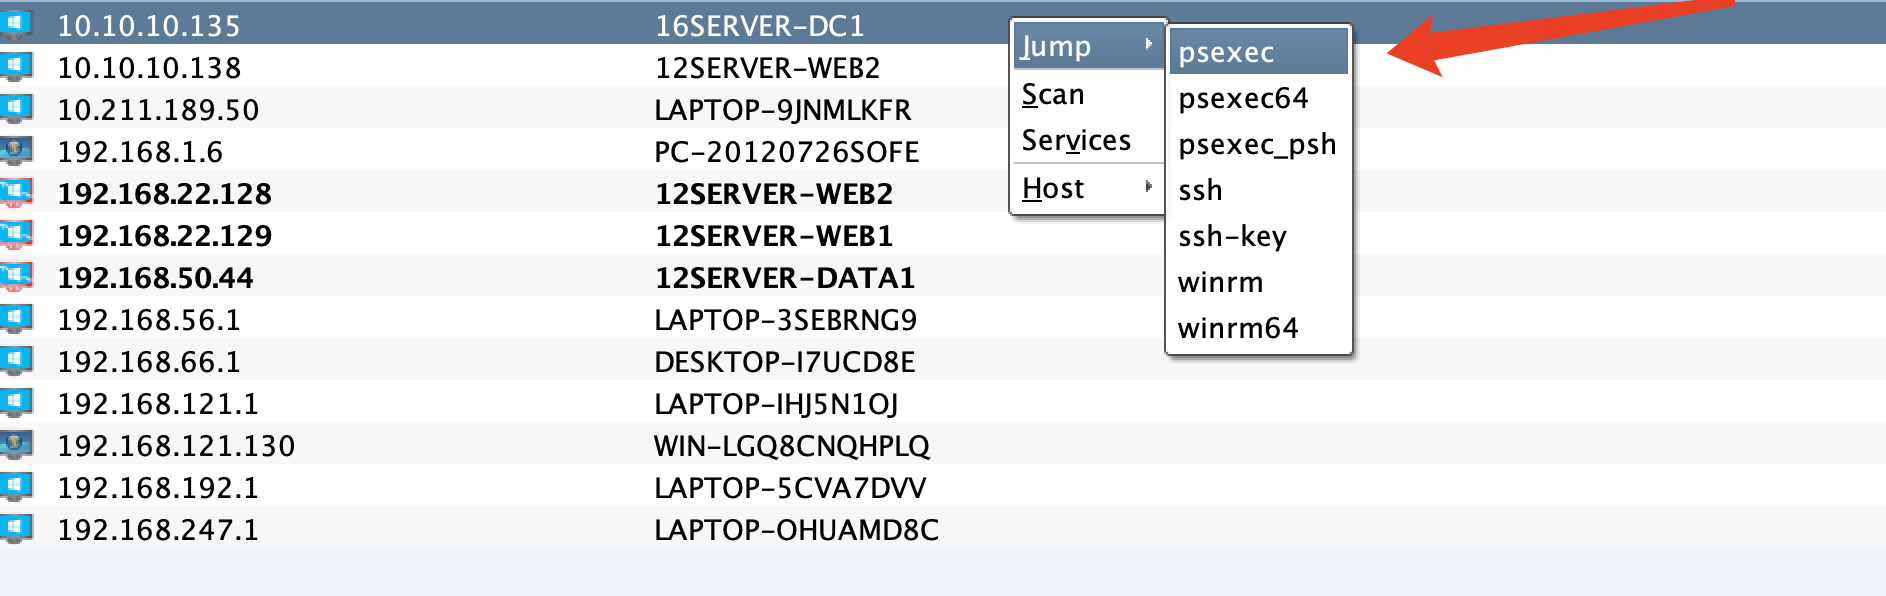 10.10.10.135 16SERVER-DC1
10.10.10.138 12SERVER-WEB2
10.211.189.50 LAPTOP-9JNMLKFR
192.168.1.6 PC-20120726SOFE
192.168.22.128 12SERVER-WEB2
192.168.22.129 12SERVER-WEB1
192.168.50.44 12SERVER-DATA1
192.168.56.1 LAPTOP-3SEBRNG9
192.168.66.1 DESKTOP-I7UCD8E
192.168.121.1 LAPTOP-IHJ5N1OJ
192.168.121.130 WIN-LGQ8CNQHPLQ
192.168.192.1 LAPTOP-5CVA7DVV
192.168.247.1 LAPTOP-OHUAMD8C
Jump
Scan
Services
Host
psexec
psexec64
psexec_psh
ssh
ssh-key
winrm
winrm64